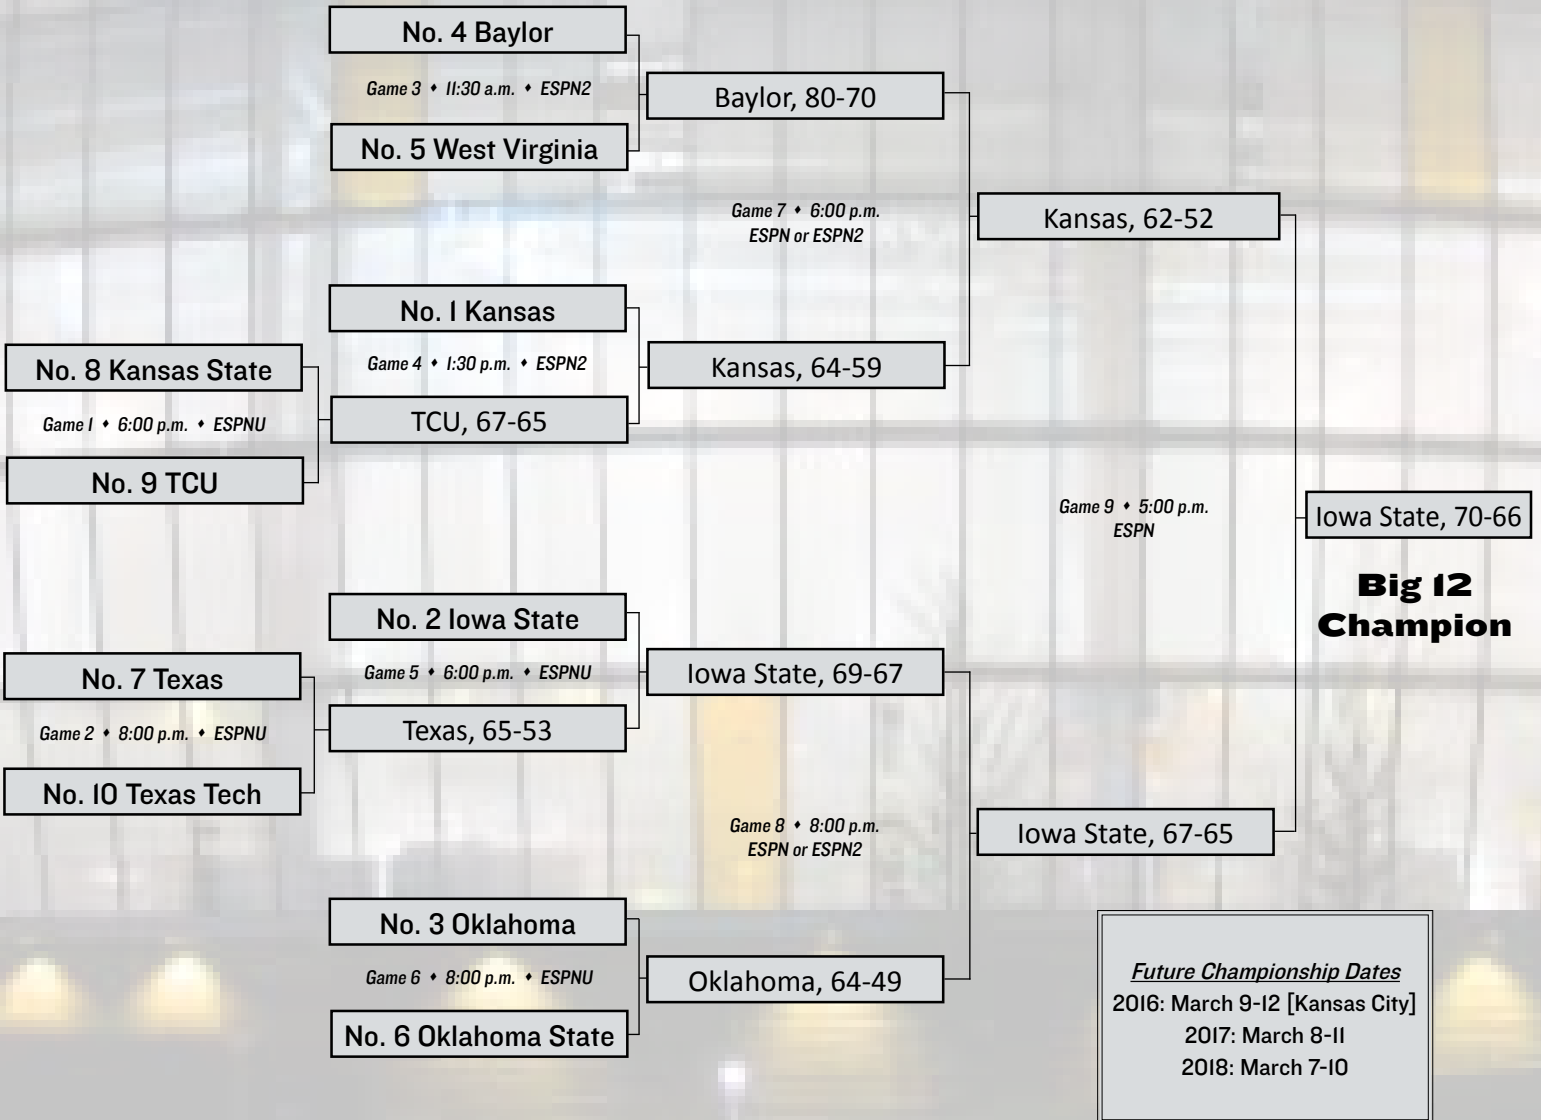 No. 4 Baylor
Game 3 ♦ 11:30 a.m. ♦ ESPN2
No. 5 West Virginia
Baylor, 80-70
Game 7 ♦ 6:00 p.m.
ESPN or ESPN2
Kansas, 62-52
No. 1 Kansas
Game 4 ♦ 1:30 p.m. ♦ ESPN2
Kansas, 64-59
No. 8 Kansas State
Game 1 ♦ 6:00 p.m. ♦ ESPNU
TCU, 67-65
No. 9 TCU
Game 9 ♦ 5:00 p.m.
ESPN
Iowa State, 70-66
Big 12
Champion
No. 2 Iowa State
Game 5 ♦ 6:00 p.m. ♦ ESPNU
Iowa State, 69-67
No. 7 Texas
Game 2 ♦ 8:00 p.m. ♦ ESPNU
Texas, 65-53
No. 10 Texas Tech
Game 8 ♦ 8:00 p.m.
ESPN or ESPN2
Iowa State, 67-65
No. 3 Oklahoma
Game 6 ♦ 8:00 p.m. ♦ ESPNU
Oklahoma, 64-49
No. 6 Oklahoma State
Future Championship Dates
2016: March 9-12 [Kansas City]
2017: March 8-11
2018: March 7-10